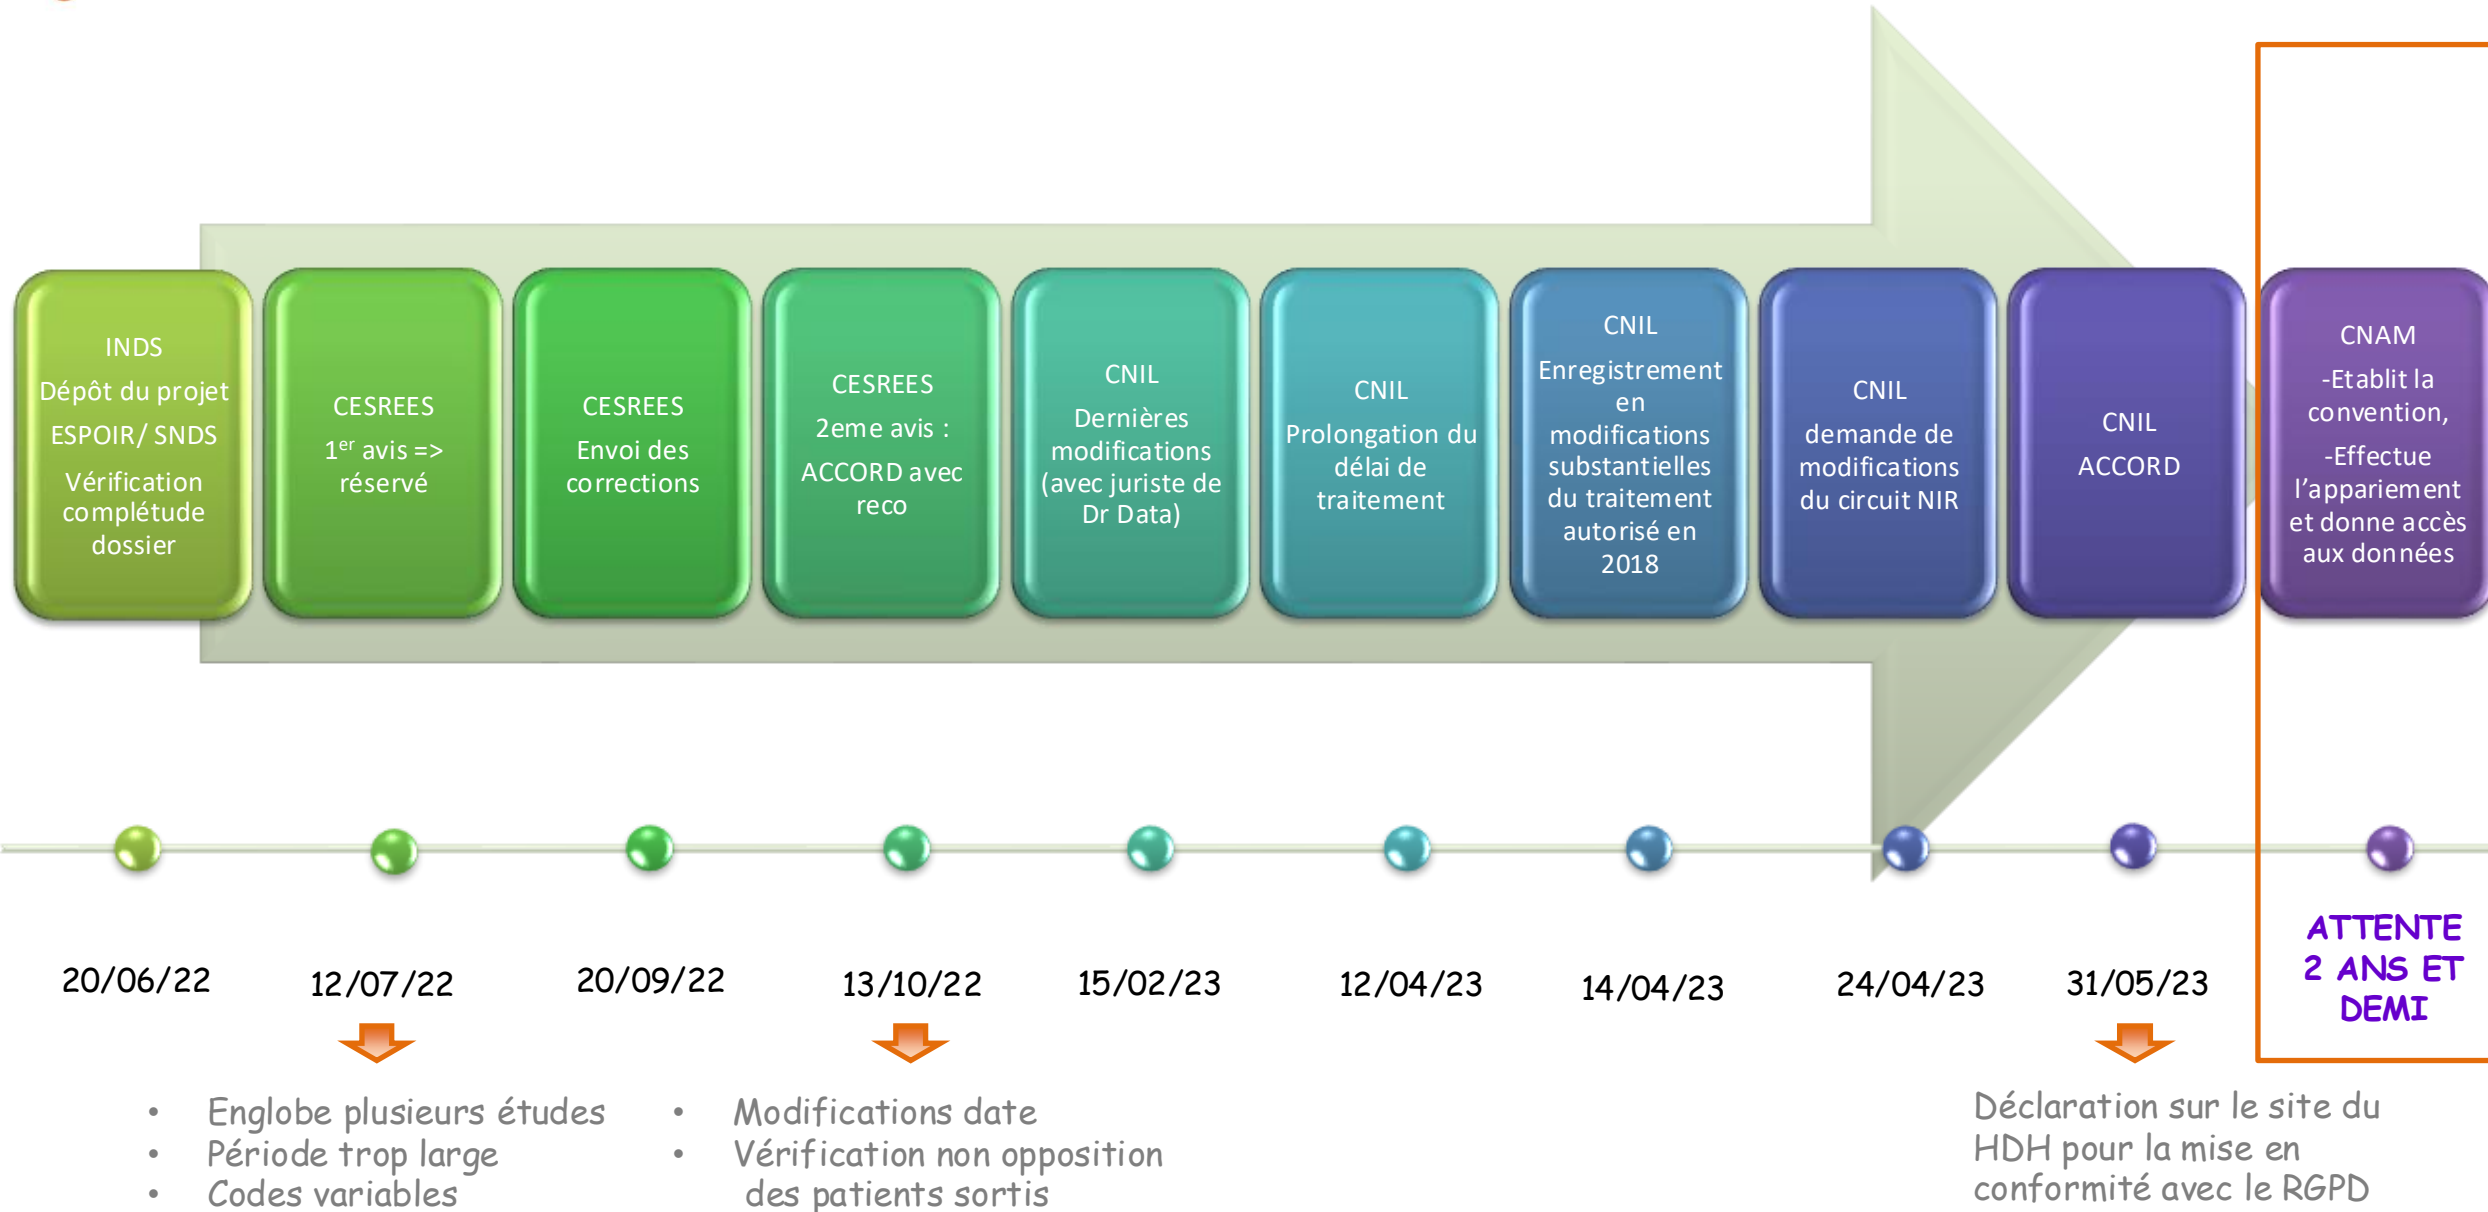 INDS
Dépôt du projet
ESPOIR/ SNDS
Vérification
complétude
dossier
CESREES
1er avis =>
réservé
CESREES
Envoi des
corrections
CESREES
2eme avis :
ACCORD avec
reco
CNIL
Dernières
modifications
(avec juriste de
Dr Data)
CNIL
Prolongation du
délai de
traitement
CNIL
Enregistrement
en
modifications
substantielles
du traitement
autorisé en
2018
CNIL
demande de
modifications
du circuit NIR
CNIL
ACCORD
CNAM
-Etablit la
convention,
-Effectue
l’appariement
et donne accès
aux données
20/06/22
12/07/22
20/09/22
13/10/22
15/02/23
12/04/23
14/04/23
24/04/23
31/05/23
ATTENTE
2 ANS ET
DEMI
• Englobe plusieurs études
• Période trop large
• Codes variables
• Modifications date
• Vérification non opposition
des patients sortis
Déclaration sur le site du
HDH pour la mise en
conformité avec le RGPD